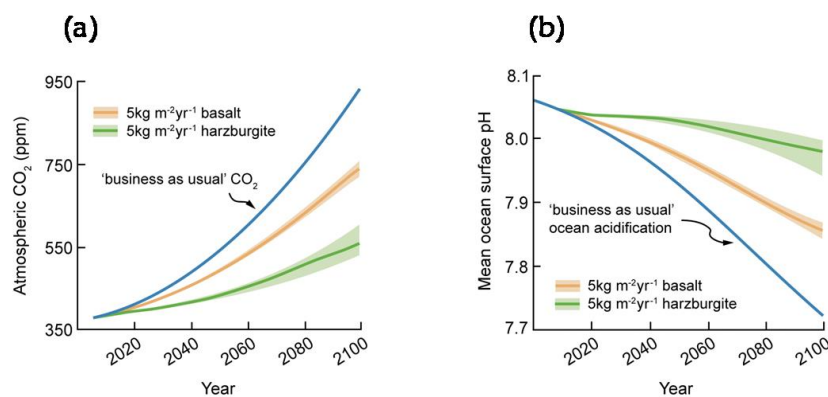 (a)
950
750
550
350
Atmospheric CO₂ (ppm)
5kg m⁻²yr⁻¹ basalt
5kg m⁻²yr⁻¹ harzburgite
'business as usual' CO₂
2020
2040
2060
2080
2100
Year
(b)
8.1
8.0
7.9
7.8
7.7
Mean ocean surface pH
'business as usual'
ocean acidification
5kg m⁻²yr⁻¹ basalt
5kg m⁻²yr⁻¹ harzburgite
2020
2040
2060
2080
2100
Year